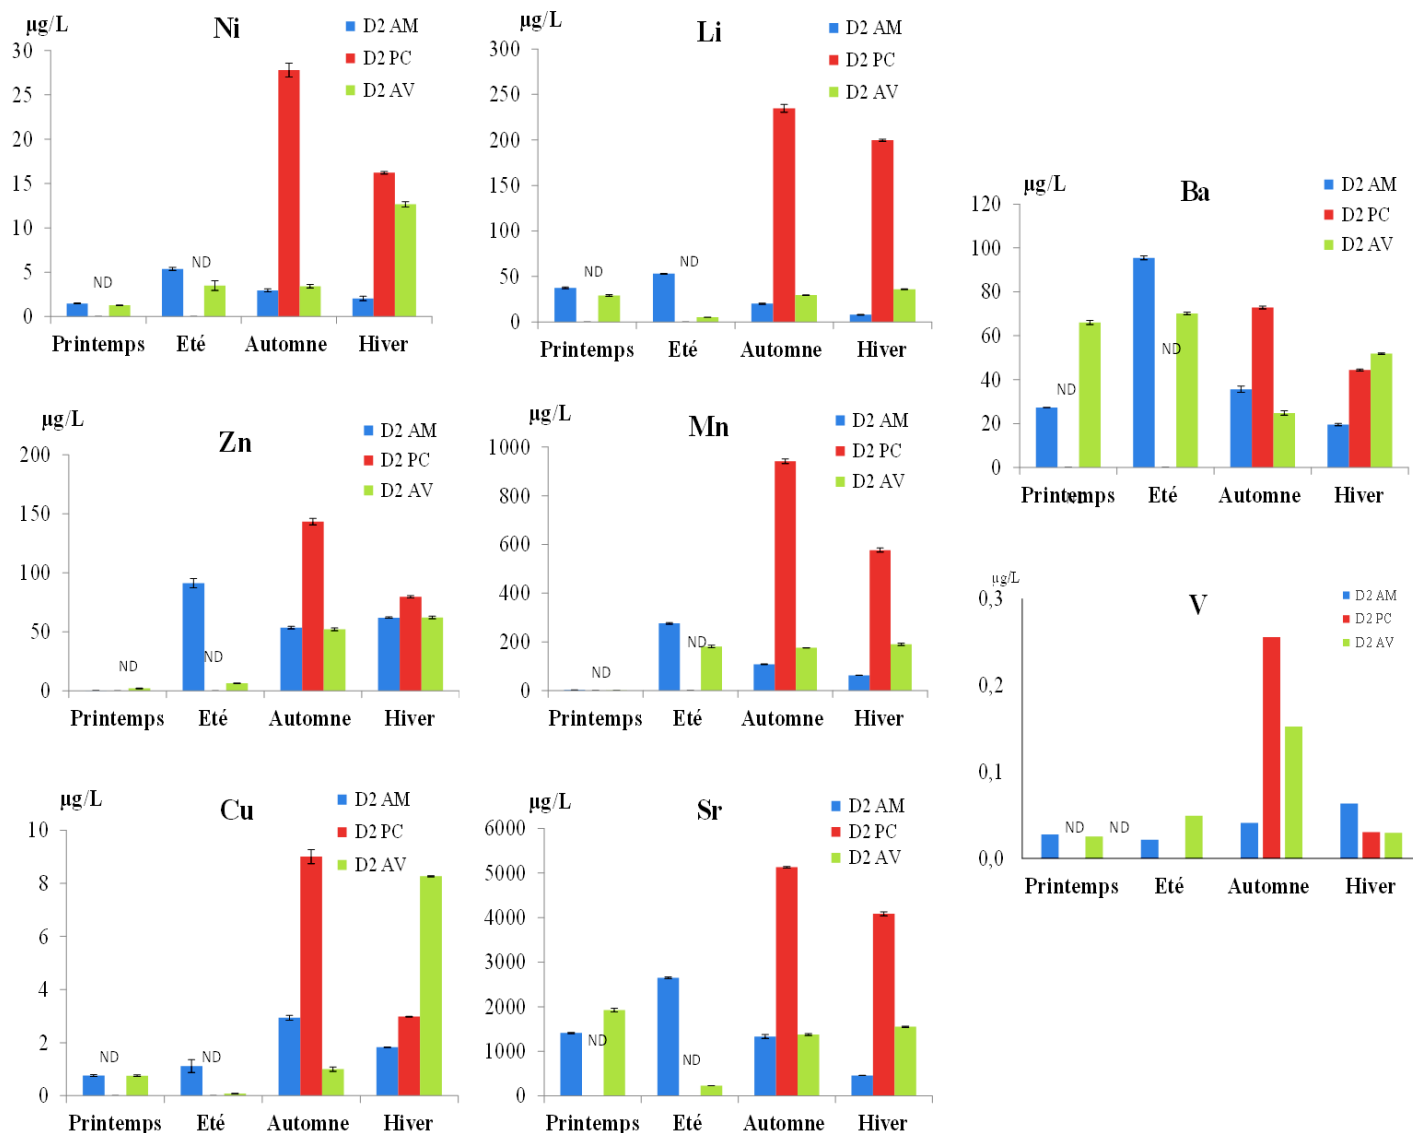 µg/L
Ni
D2 AM
D2 PC
D2 AV
30
25
20
15
10
5
0
ND
ND
Printemps Eté Automne Hiver
µg/L
Li
D2 AM
D2 PC
D2 AV
300
250
200
150
100
50
0
ND
ND
Printemps Eté Automne Hiver
µg/L
Ba
D2 AM
D2 PC
D2 AV
120
100
80
60
40
20
0
ND
ND
Printemps Eté Automne Hiver
µg/L
Zn
D2 AM
D2 PC
D2 AV
200
150
100
50
0
ND
ND
Printemps Eté Automne Hiver
µg/L
Mn
D2 AM
D2 PC
D2 AV
1000
800
600
400
200
0
ND
ND
Printemps Eté Automne Hiver
µg/L
V
D2 AM
D2 PC
D2 AV
0,3
0,2
0,1
0,0
ND ND
Printemps Eté Automne Hiver
µg/L
Cu
D2 AM
D2 PC
D2 AV
10
8
6
4
2
0
ND
ND
Printemps Eté Automne Hiver
µg/L
Sr
D2 AM
D2 PC
D2 AV
6000
5000
4000
3000
2000
1000
0
ND
ND
Printemps Eté Automne Hiver